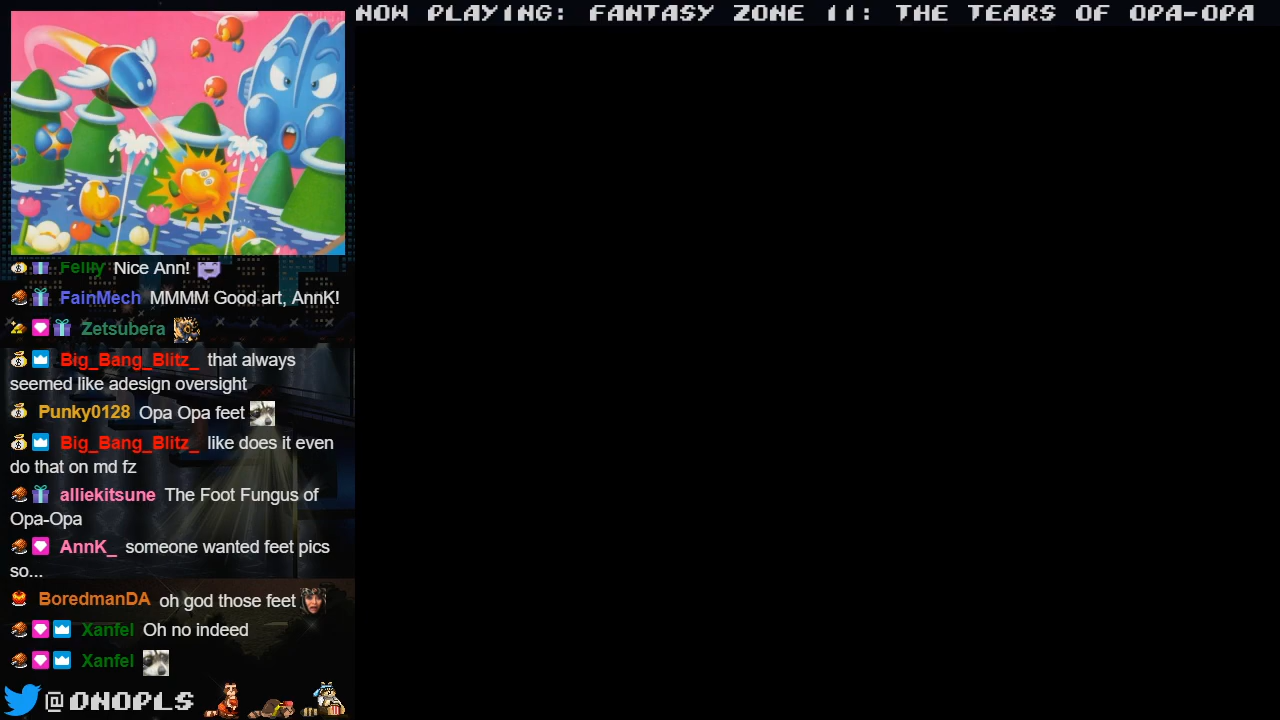 NOW PLAYING: FANTASY ZONE II: THE TEARS OF OPA-OPA
Feilly Nice Ann!
FainMech MMMM Good art, AnnK!
Zetsubera
Big_Bang_Blitz_ that always
seemed like adesign oversight
Punky0128 Opa Opa feet
Big_Bang_Blitz_ like does it even
do that on md fz
alliekitsune The Foot Fungus of
Opa-Opa
AnnK_ someone wanted feet pics
so...
BoredmanDA oh god those feet
Xanfel Oh no indeed
Xanfel
@ONOPLS